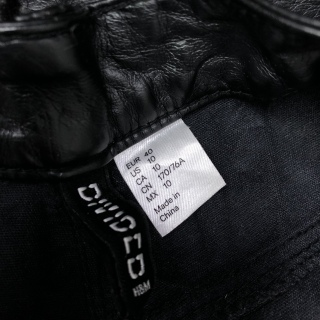 EUR 40
US 10
CA 10
CN 170/76A
MX 10
Made in
China
DIVIDED
H&M